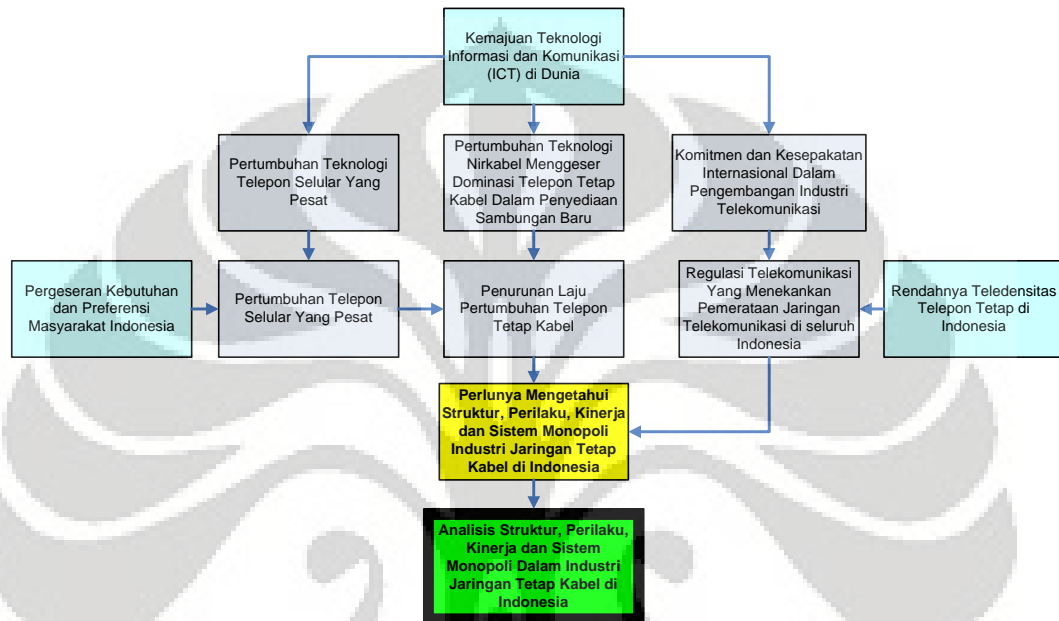 Kemajuan Teknologi
Informasi dan Komunikasi
(ICT) di Dunia
Pertumbuhan Teknologi
Telepon Selular Yang
Pesat
Pertumbuhan Teknologi
Nirkabel Menggeser
Dominasi Telepon Tetap
Kabel Dalam Penyediaan
Sambungan Baru
Komitmen dan Kesepakatan
Internasional Dalam
Pengembangan Industri
Telekomunikasi
Pergeseran Kebutuhan
dan Preferensi
Masyarakat Indonesia
Pertumbuhan Telepon
Selular Yang Pesat
Penurunan Laju
Pertumbuhan Telepon
Tetap Kabel
Regulasi Telekomunikasi
Yang Menekankan
Pemerataan Jaringan
Telekomunikasi di seluruh
Indonesia
Rendahnya Teledensitas
Telepon Tetap di
Indonesia
Perlunya Mengetahui
Struktur, Perilaku, Kinerja
dan Sistem Monopoli
Industri Jaringan Tetap
Kabel di Indonesia
Analisis Struktur, Perilaku,
Kinerja dan Sistem
Monopoli Dalam Industri
Jaringan Tetap Kabel di
Indonesia